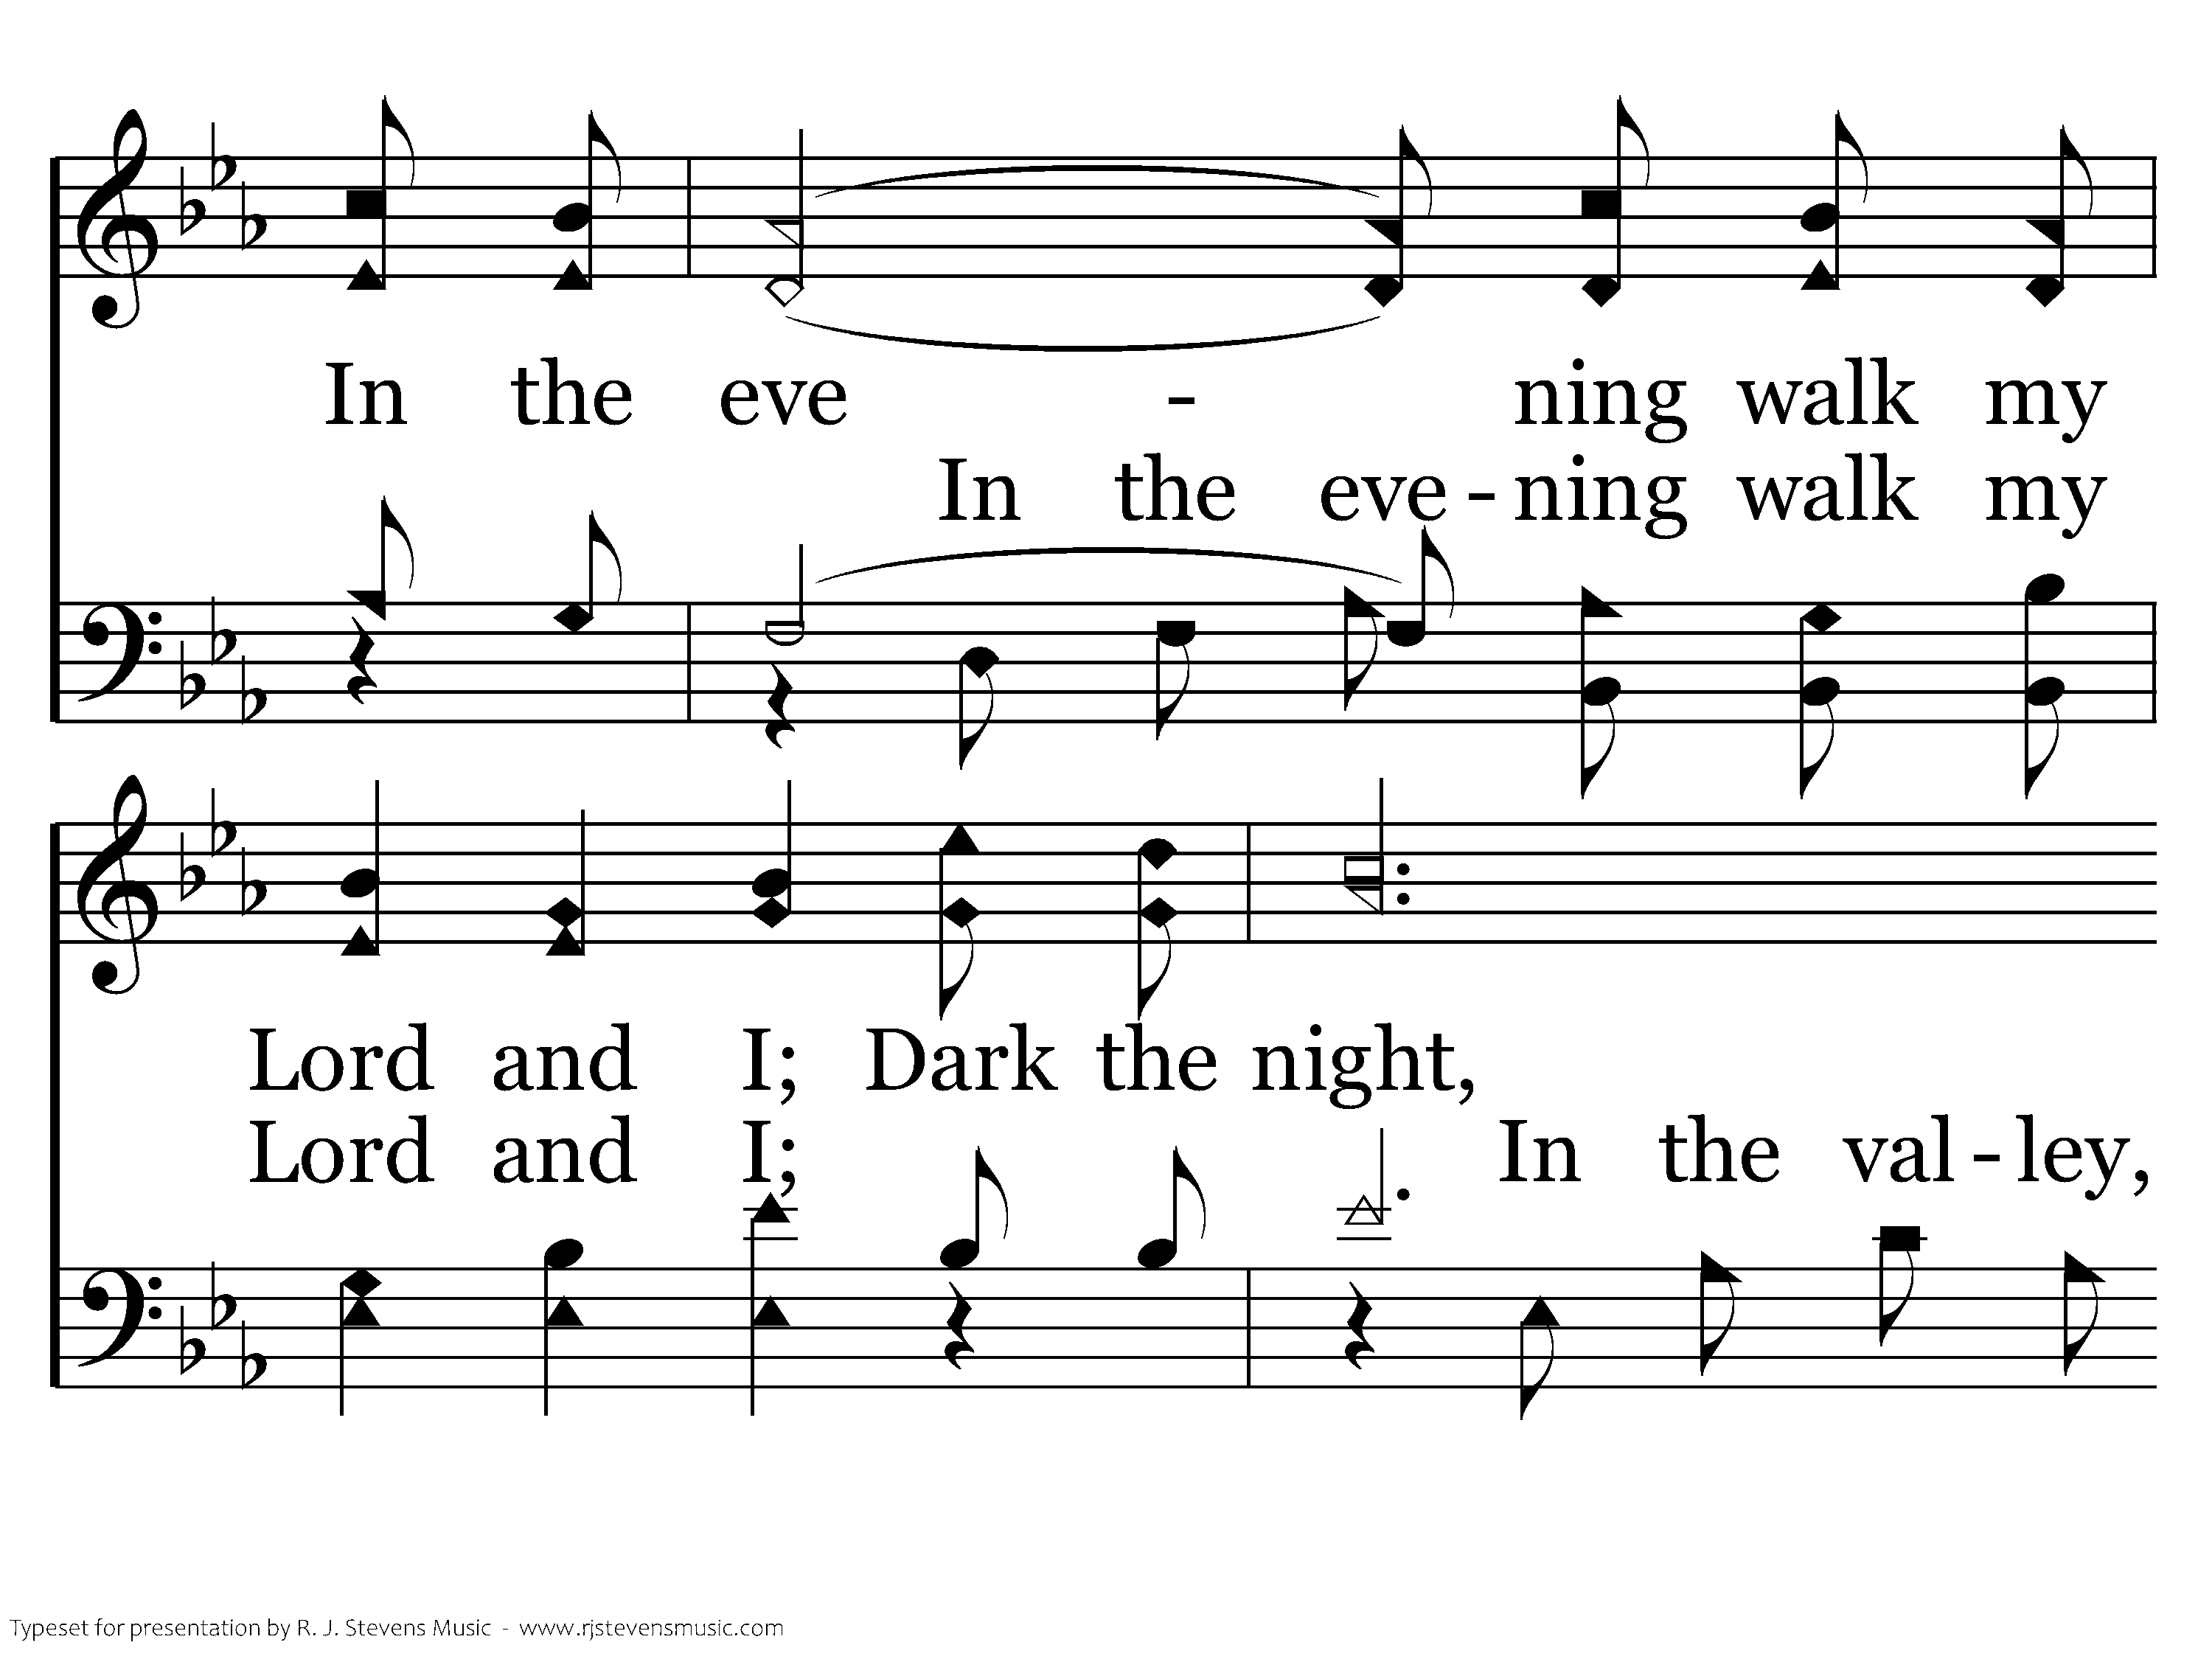 In the eve - ning walk my
In the eve - ning walk my
Lord and I; Dark the night,
Lord and I; In the val - ley,
Typeset for presentation by R. J. Stevens Music - www.rjstevensmusic.com